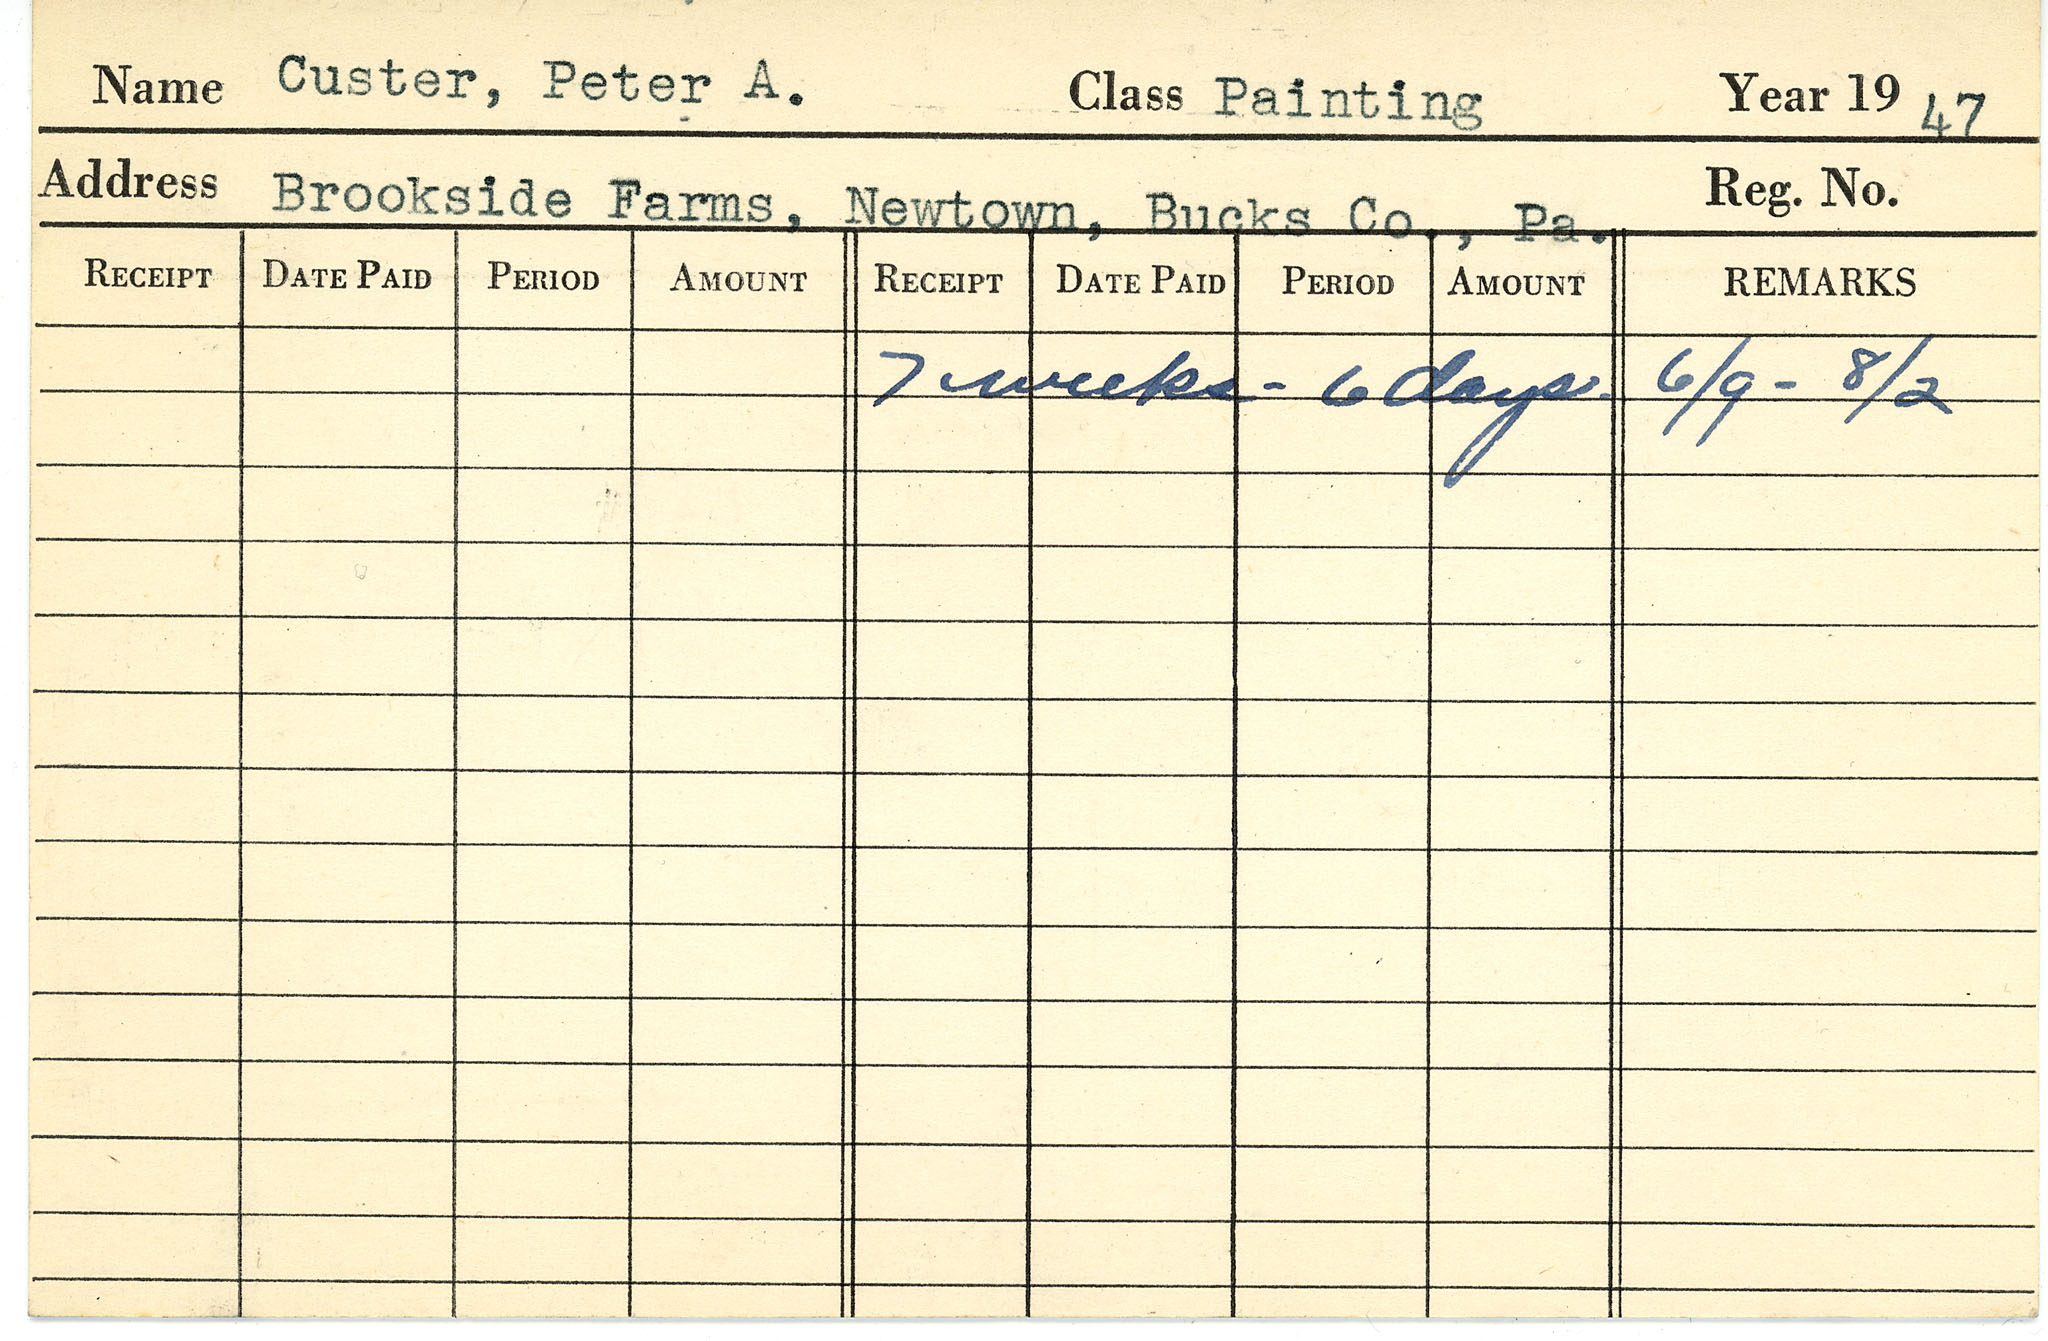 Name Custer, Peter A. Class Painting Year 19 47
Address Brookside Farms, Newtown, Bucks Co., Pa. Reg. No.
RECEIPT DATE PAID PERIOD AMOUNT RECEIPT DATE PAID PERIOD AMOUNT REMARKS
7 weeks - 6 days. 6/9 - 8/2